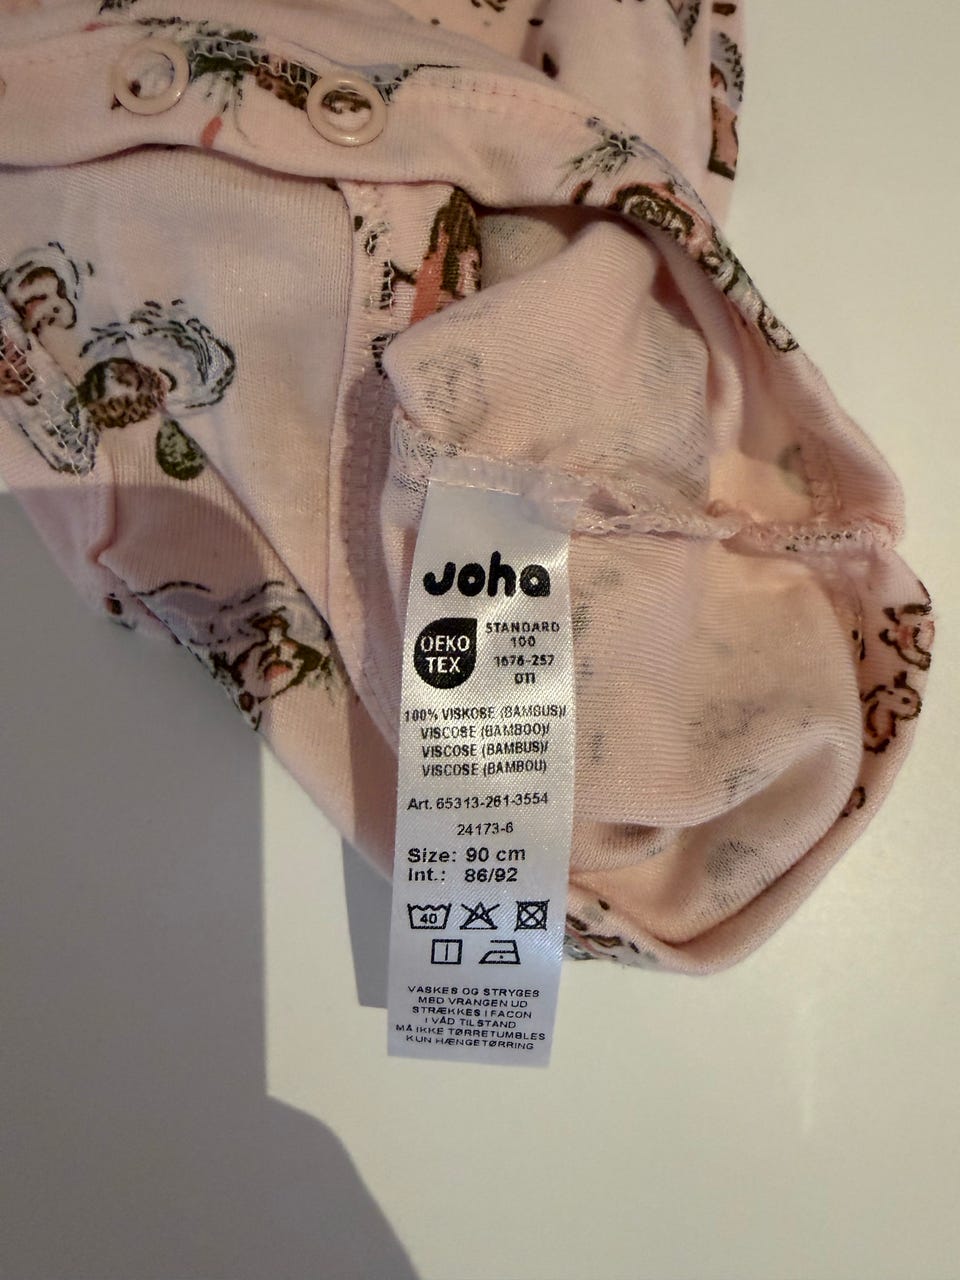 Joha
OEKO
TEX
STANDARD
100
1676-257
DTI
100% VISKOSE (BAMBUS)/
VISCOSE (BAMBOO)/
VISCOSE (BAMBUS)/
VISCOSE (BAMBOU)
Art. 65313-261-3554
24173-6
Size: 90 cm
Int.: 86/92
40
VASKES OG STRYGES
MED VRANGEN UD
STRÆKKES I FACON
I VÅD TILSTAND
MÅ IKKE TØRRETUMBLES
KUN HÆNGETØRRING